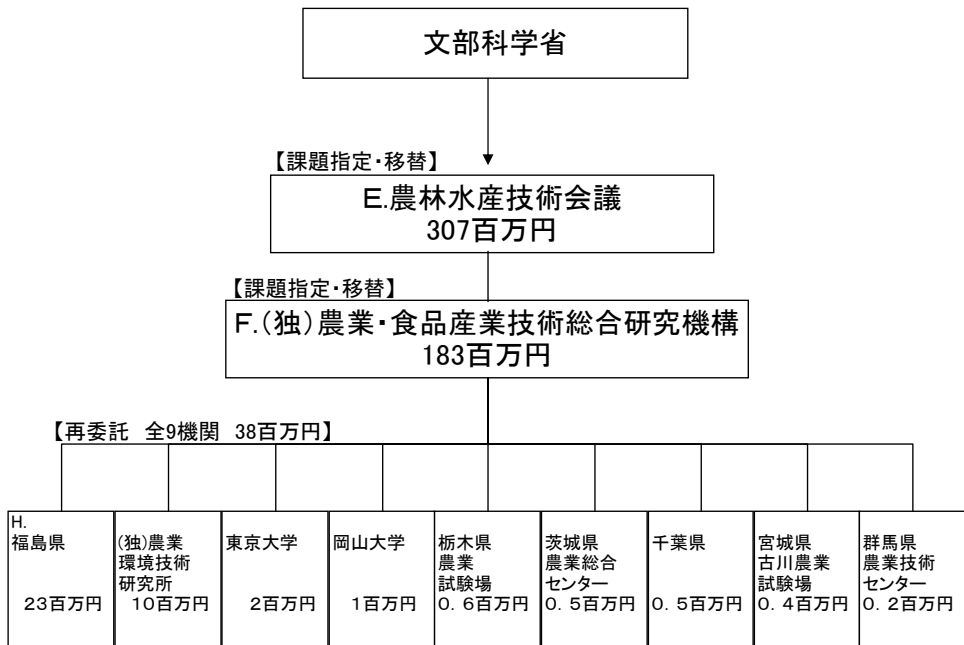 文部科学省
【課題指定・移替】
E.農林水産技術会議
307百万円
【課題指定・移替】
F.(独)農業・食品産業技術総合研究機構
183百万円
【再委託 全9機関 38百万円】
H.
福島県
23百万円
(独)農業
環境技術
研究所
10百万円
東京大学
2百万円
岡山大学
1百万円
栃木県
農業
試験場
0.6百万円
茨城県
農業総合
センター
0.5百万円
千葉県
0.5百万円
宮城県
古川農業
試験場
0.4百万円
群馬県
農業技術
センター
0.2百万円